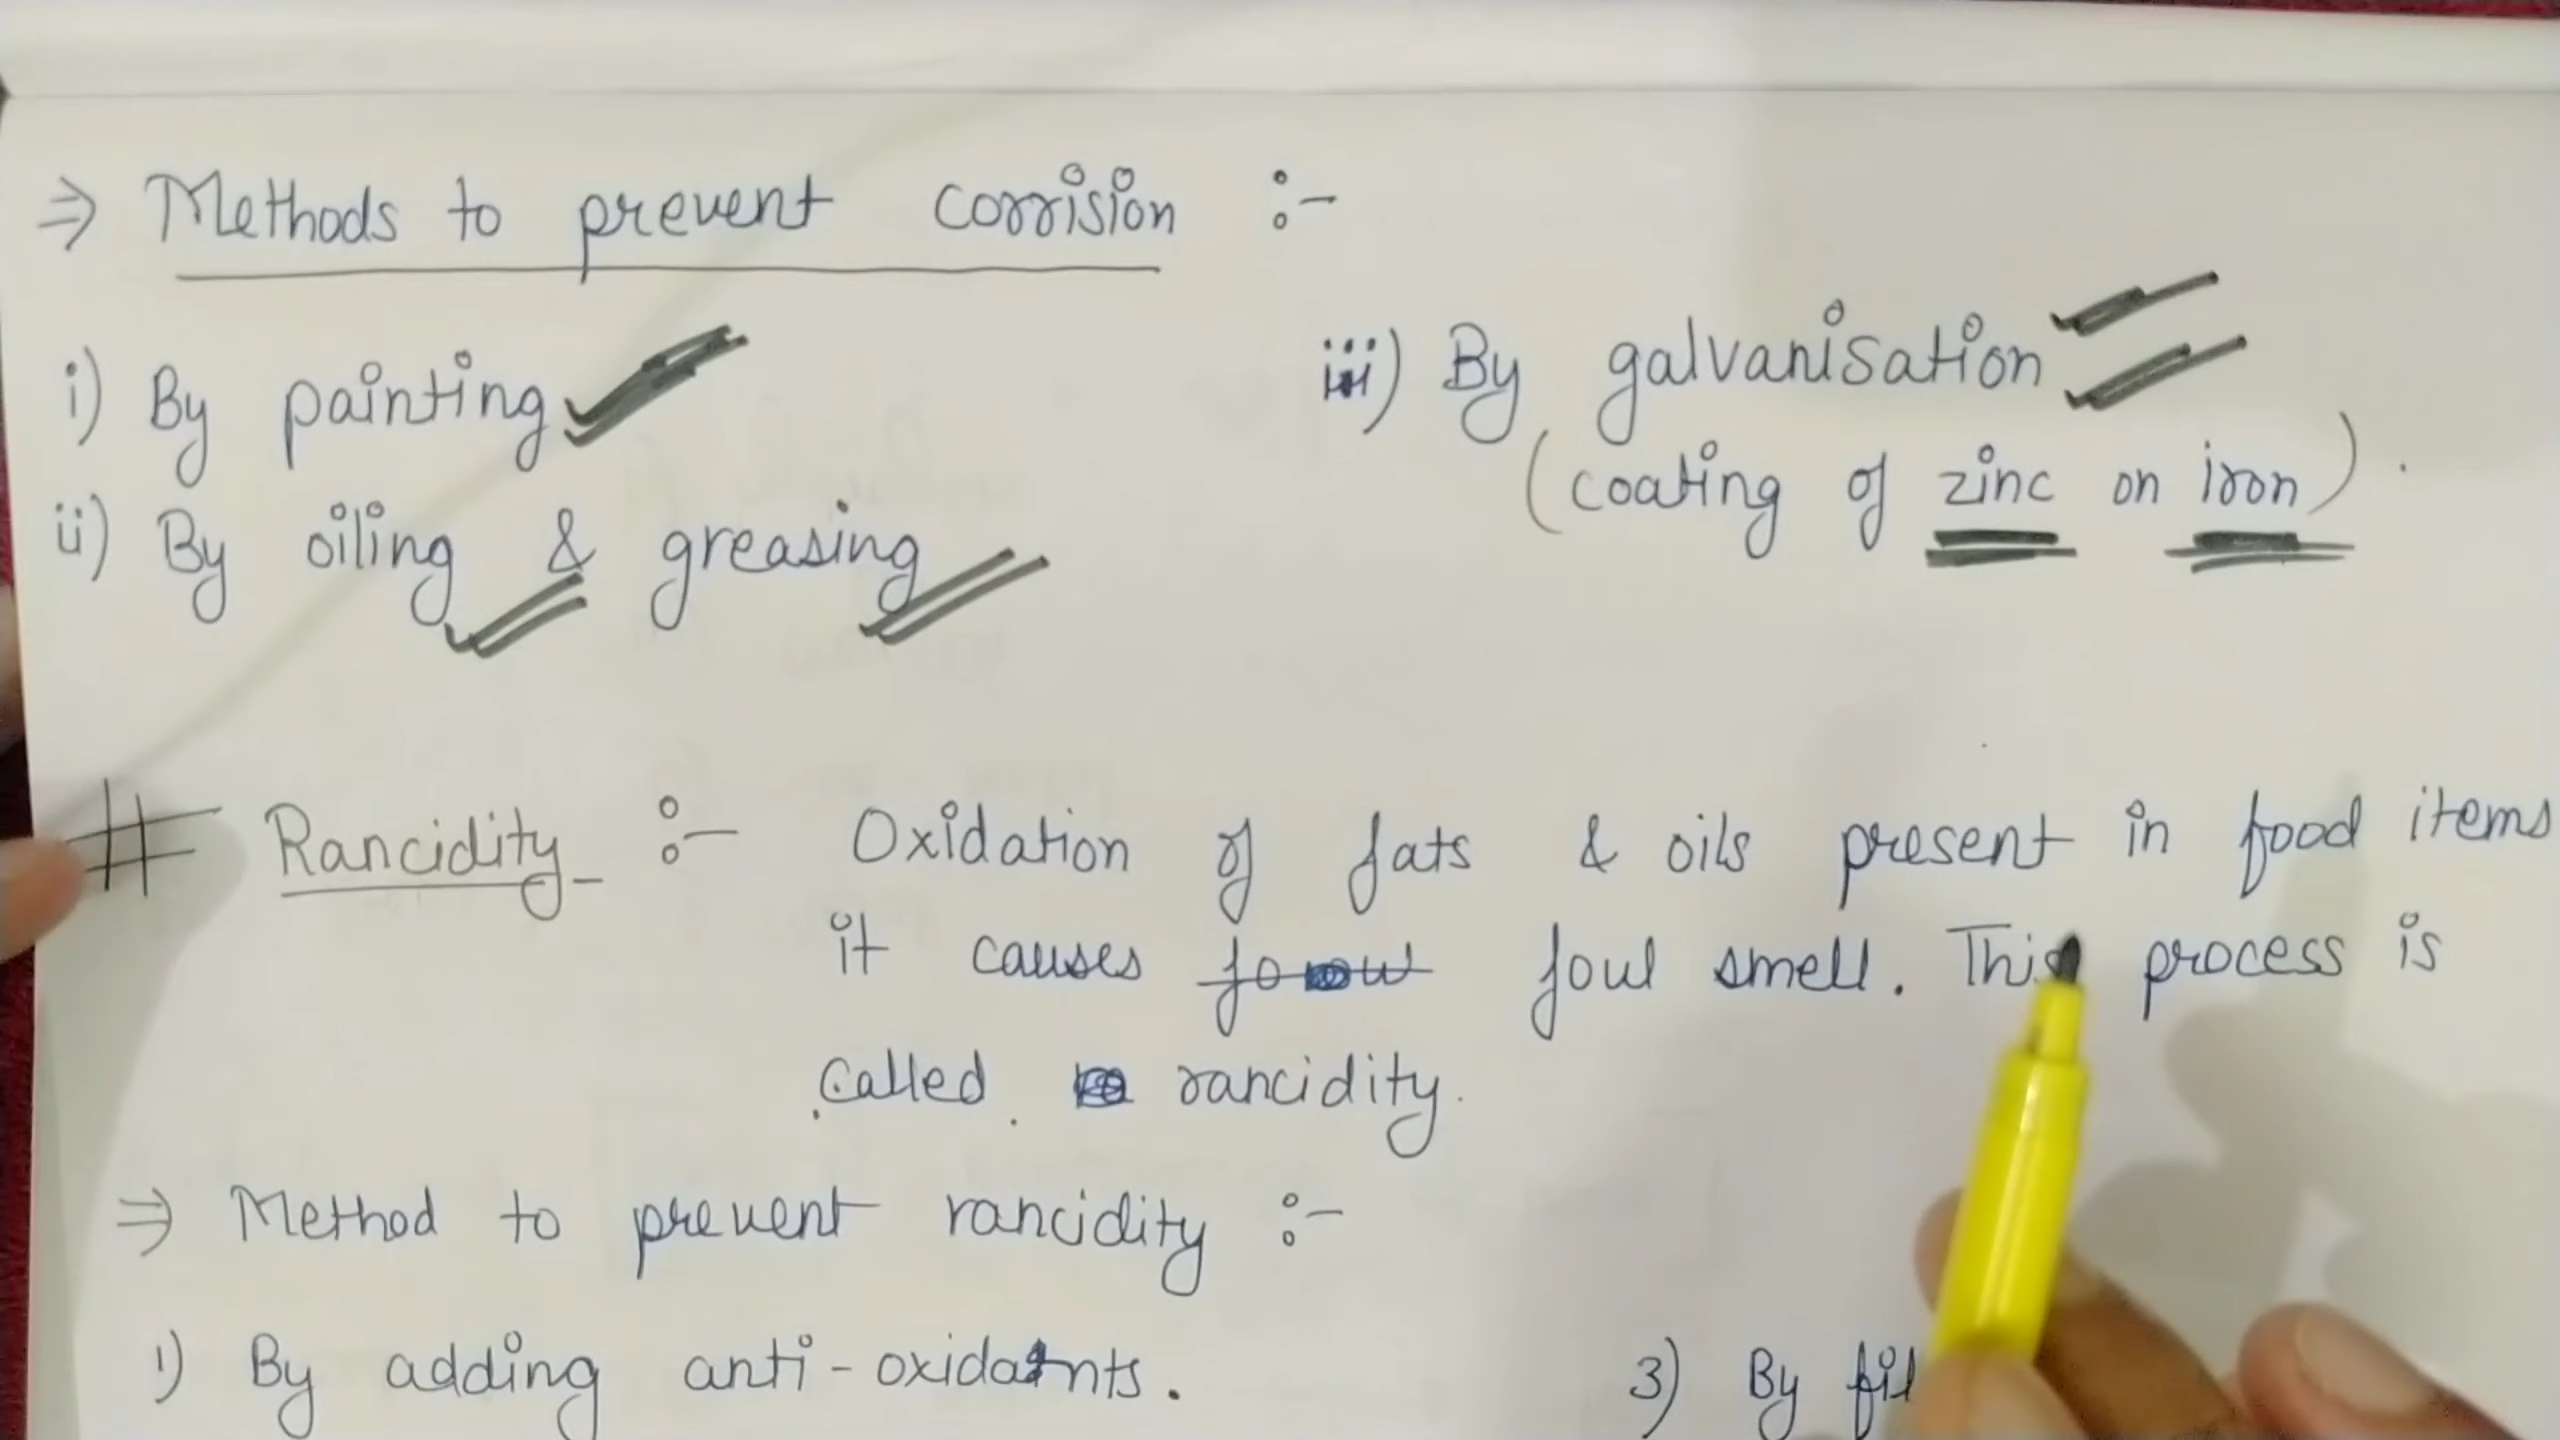 ⇒ Methods to prevent corrision :-
i) By painting
ii) By oiling & greasing
iii) By galvanisation
(coating of zinc on iron).
# Rancidity :- Oxidation of fats & oils present in food items
it causes foul smell. This process is
called rancidity.
⇒ Method to prevent rancidity :-
1) By adding anti-oxidants.
3) By